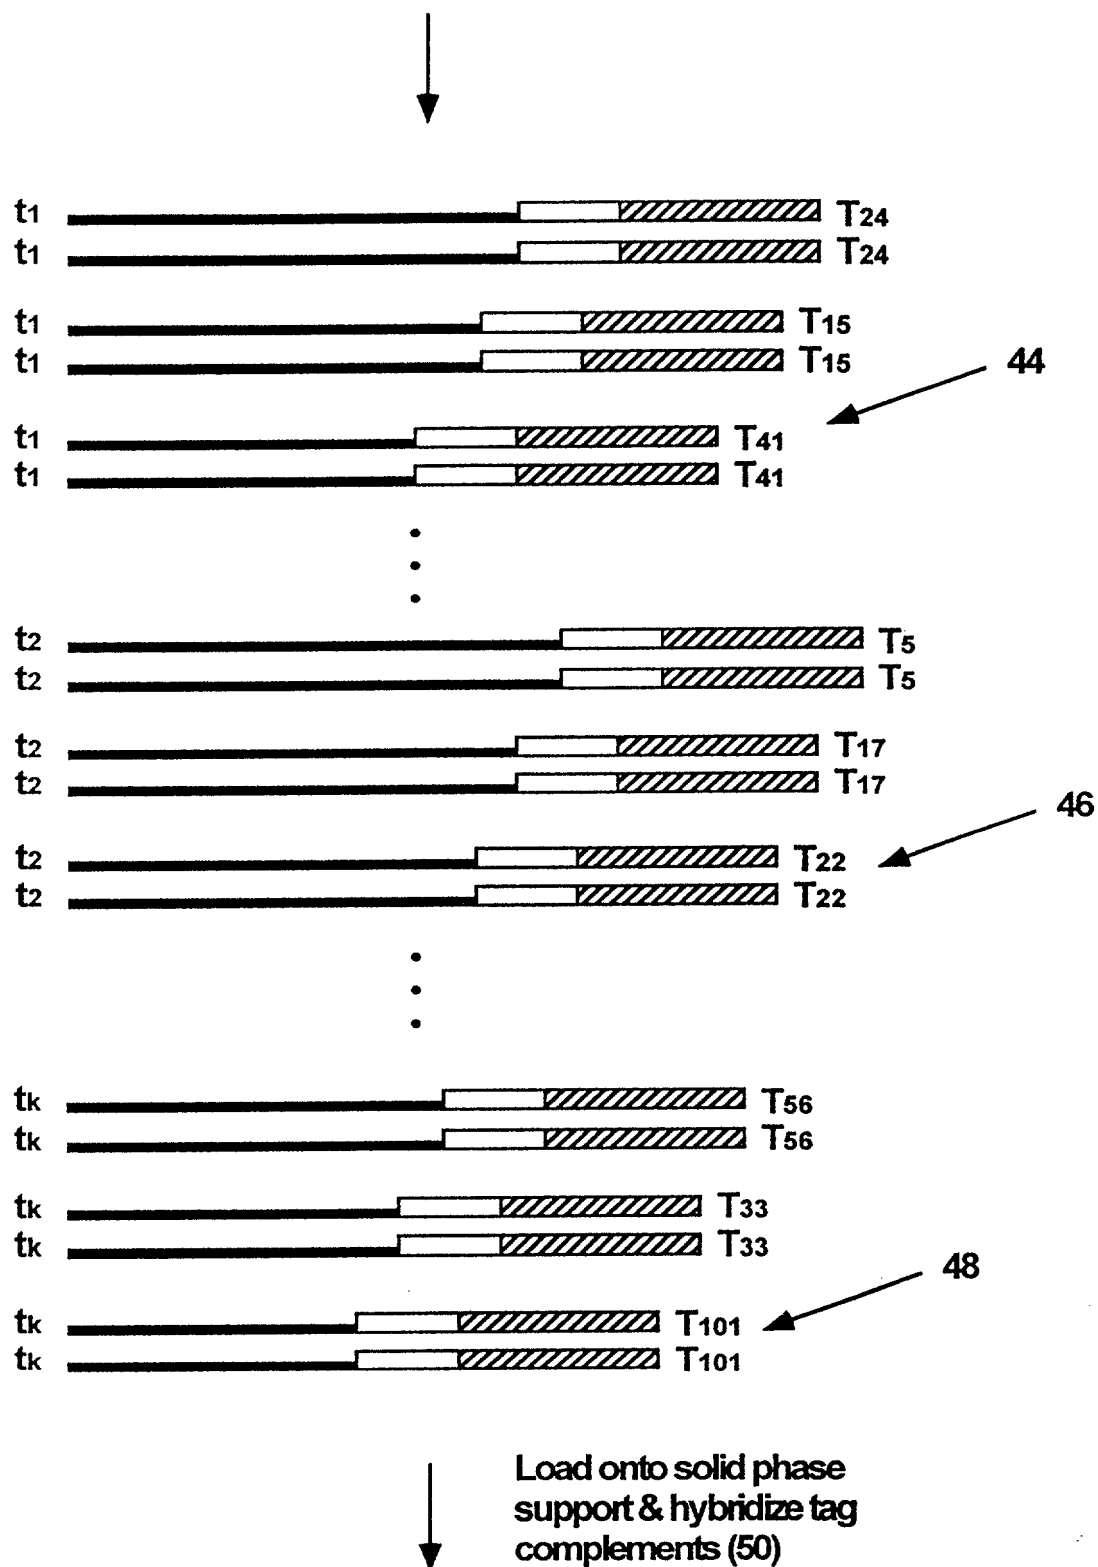 t1 T24
t1 T24
t1 T15
t1 T15
44
t1 T41
t1 T41
t2 T5
t2 T5
t2 T17
t2 T17
46
t2 T22
t2 T22
tk T56
tk T56
tk T33
tk T33
48
tk T101
tk T101
Load onto solid phase
support & hybridize tag
complements (50)